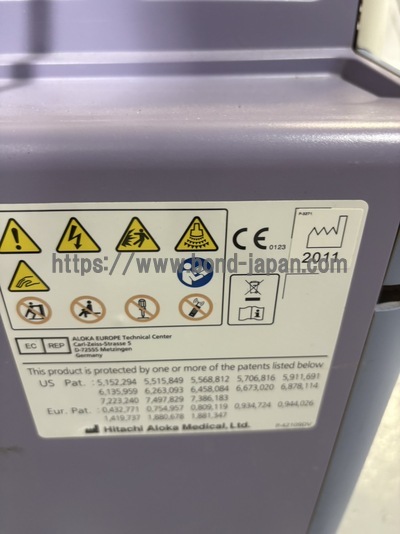 P-5271
CE 0123
2011
https://www.bond-japan.com
EC REP
ALOKA EUROPE Technical Center
Carl-Zeiss-Strasse 5
D-72555 Metzingen
Germany
This product is protected by one or more of the patents listed below.
US Pat. : 5,152,294 5,515,849 5,568,812 5,706,816 5,911,691
6,135,959 6,263,093 6,458,084 6,673,020 6,878,114
7,223,240 7,497,829 7,386,183
Eur. Pat. : 0,432,771 0,754,957 0,809,119 0,934,724 0,944,026
1,419,737 1,880,678 1,881,347
Hitachi Aloka Medical, Ltd.